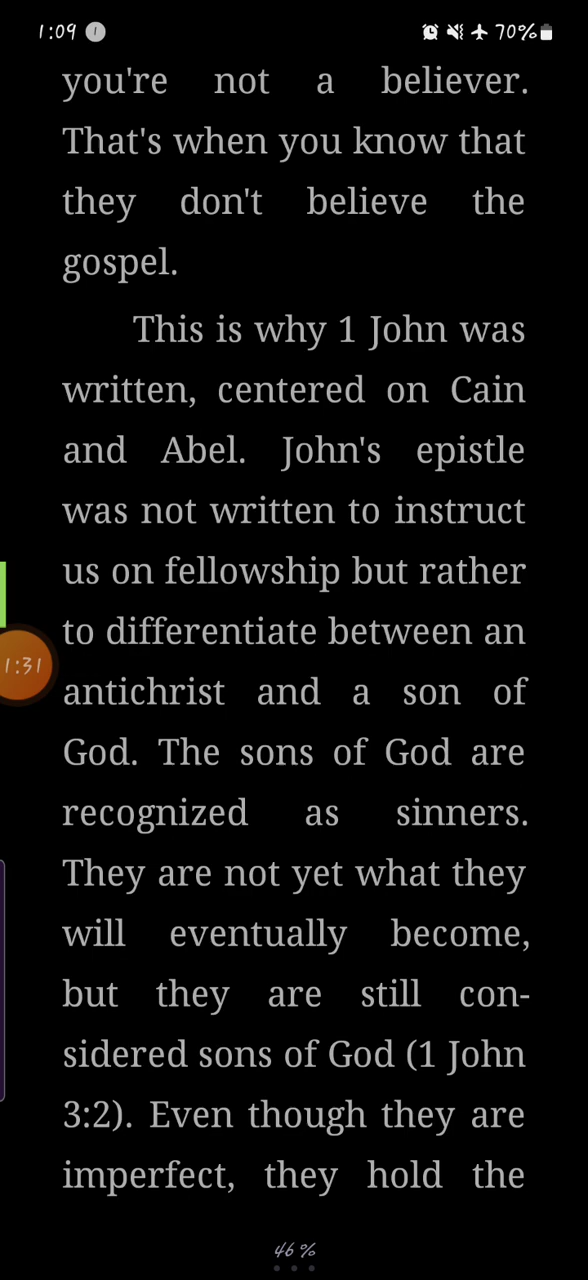 1:09
70%
you're not a believer.
That's when you know that
they don't believe the
gospel.
This is why 1 John was
written, centered on Cain
and Abel. John's epistle
was not written to instruct
us on fellowship but rather
to differentiate between an
1:31
antichrist and a son of
God. The sons of God are
recognized as sinners.
They are not yet what they
will eventually become,
but they are still con-
sidered sons of God (1 John
3:2). Even though they are
imperfect, they hold the
46%